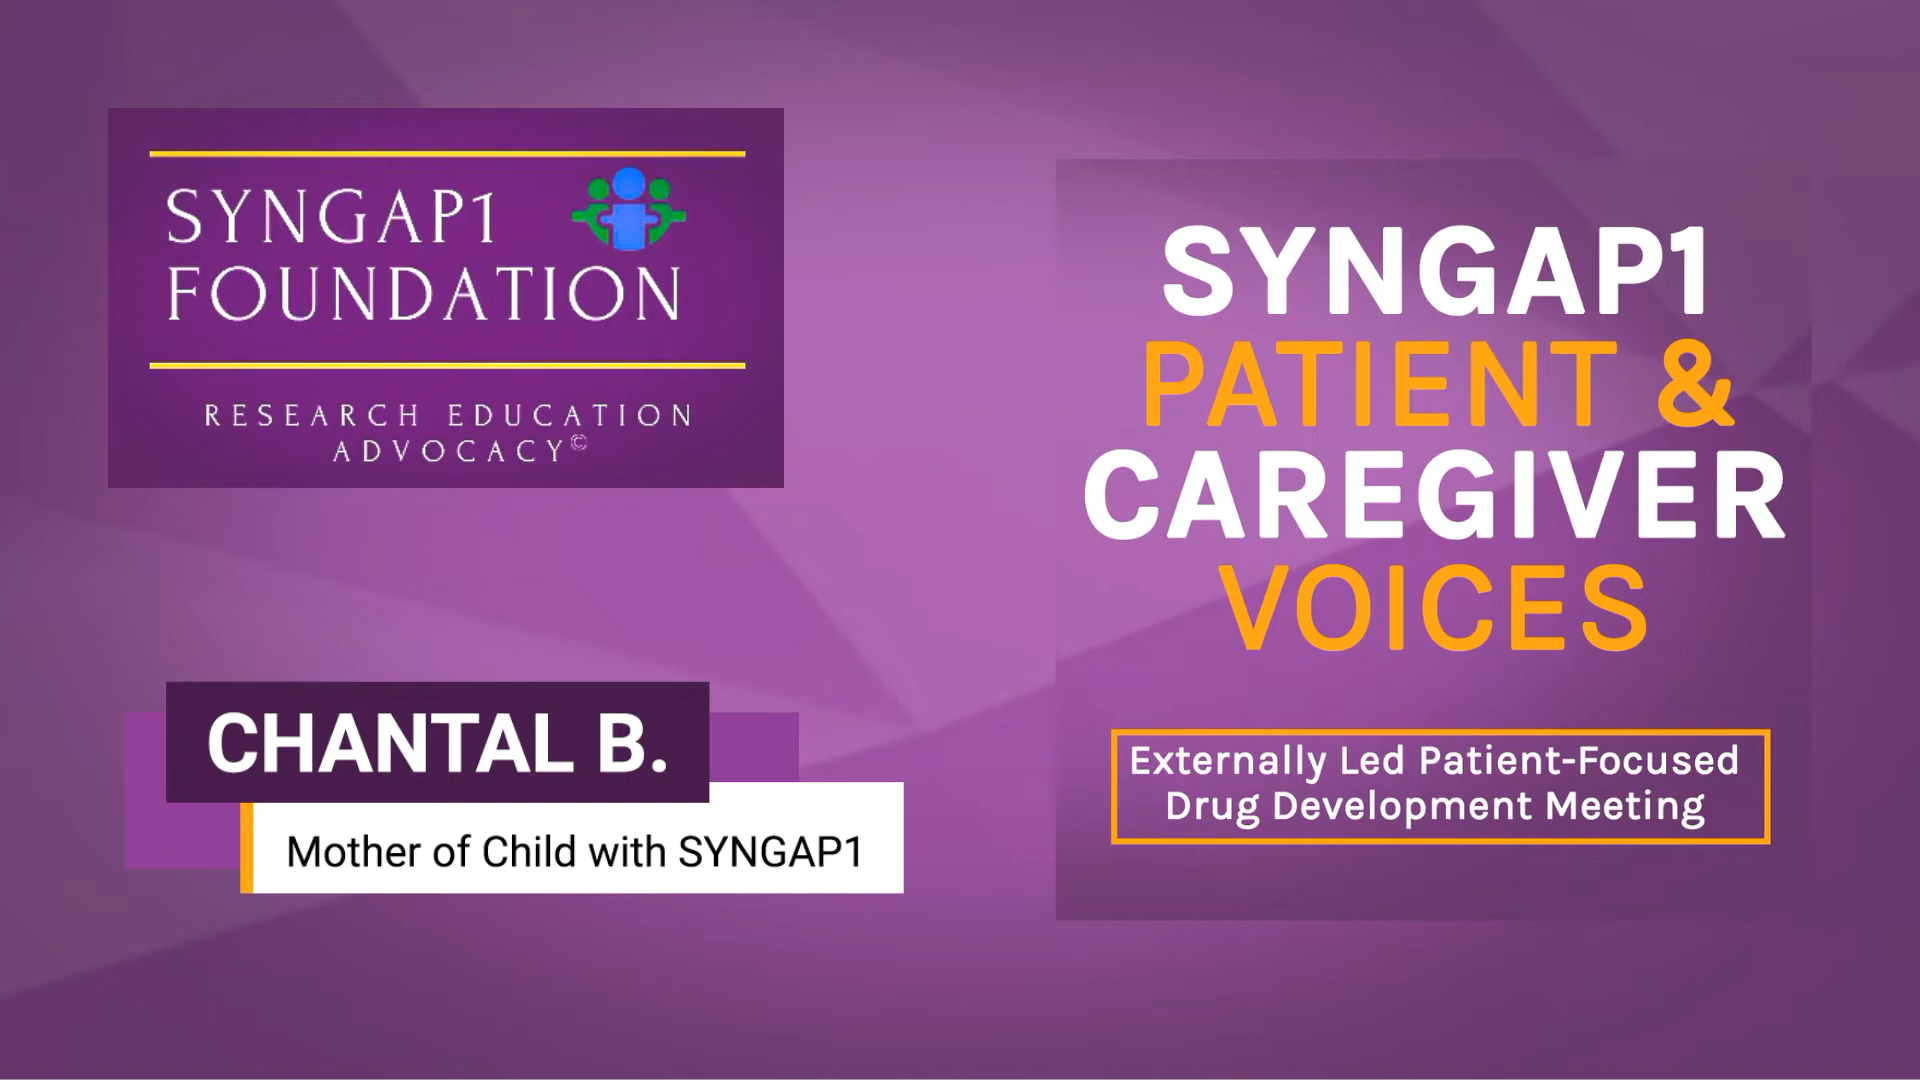 SYNGAP1
FOUNDATION
RESEARCH EDUCATION
ADVOCACY©
SYNGAP1
PATIENT &
CAREGIVER
VOICES
Externally Led Patient-Focused
Drug Development Meeting
CHANTAL B.
Mother of Child with SYNGAP1